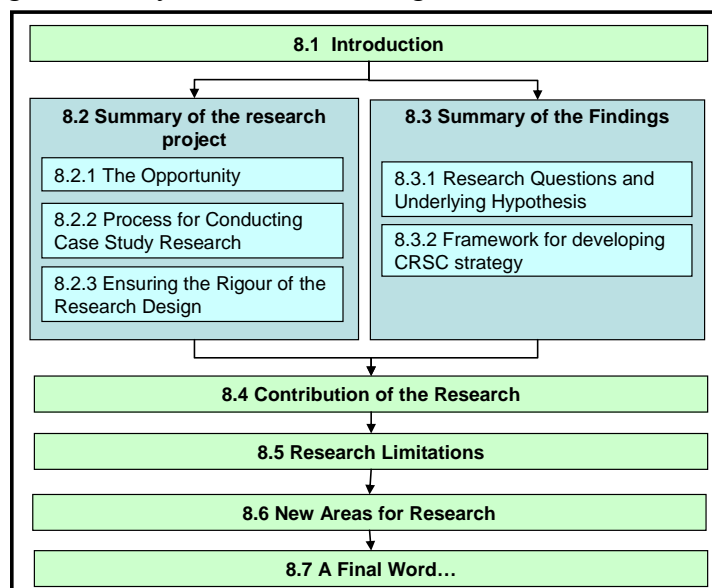 8.1 Introduction
8.2 Summary of the research
project
8.2.1 The Opportunity
8.2.2 Process for Conducting
Case Study Research
8.2.3 Ensuring the Rigour of the
Research Design
8.3 Summary of the Findings
8.3.1 Research Questions and
Underlying Hypothesis
8.3.2 Framework for developing
CRSC strategy
8.4 Contribution of the Research
8.5 Research Limitations
8.6 New Areas for Research
8.7 A Final Word…